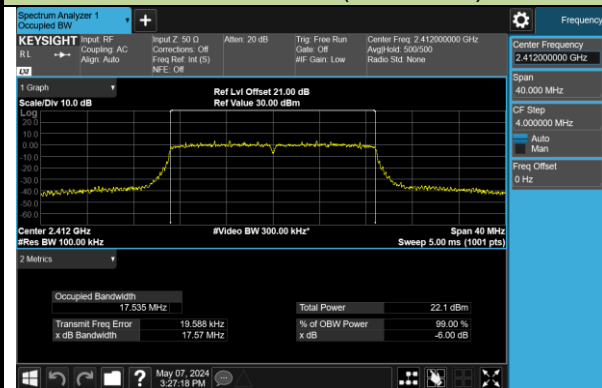 Spectrum Analyzer 1
Occupied BW
+
Frequency
KEYSIGHT
Input: RF
Coupling: AC
Align: Auto
Input Z: 50 Ω
Corrections: Off
Freq Ref: Int (S)
NFE: Off
Atten: 20 dB
Trig: Free Run
Gate: Off
#IF Gain: Low
Center Freq: 2.412000000 GHz
Avg|Hold: 500/500
Radio Std: None
R L
Center Frequency
2.412000000 GHz
Span
40.000 MHz
CF Step
4.000000 MHz
Auto
Man
Freq Offset
0 Hz
1 Graph
Scale/Div 10.0 dB
Ref Lvl Offset 21.00 dB
Ref Value 30.00 dBm
Log
20.0
10.0
0.00
-10.0
-20.0
-30.0
-40.0
-50.0
-60.0
Center 2.412 GHz
#Video BW 300.00 kHz*
Span 40 MHz
#Res BW 100.00 kHz
Sweep 5.00 ms (1001 pts)
2 Metrics
Occupied Bandwidth
17.535 MHz
Total Power 22.1 dBm
Transmit Freq Error 19.588 kHz
% of OBW Power 99.00 %
x dB Bandwidth 17.57 MHz
x dB -6.00 dB
?
May 07, 2024
3:27:18 PM